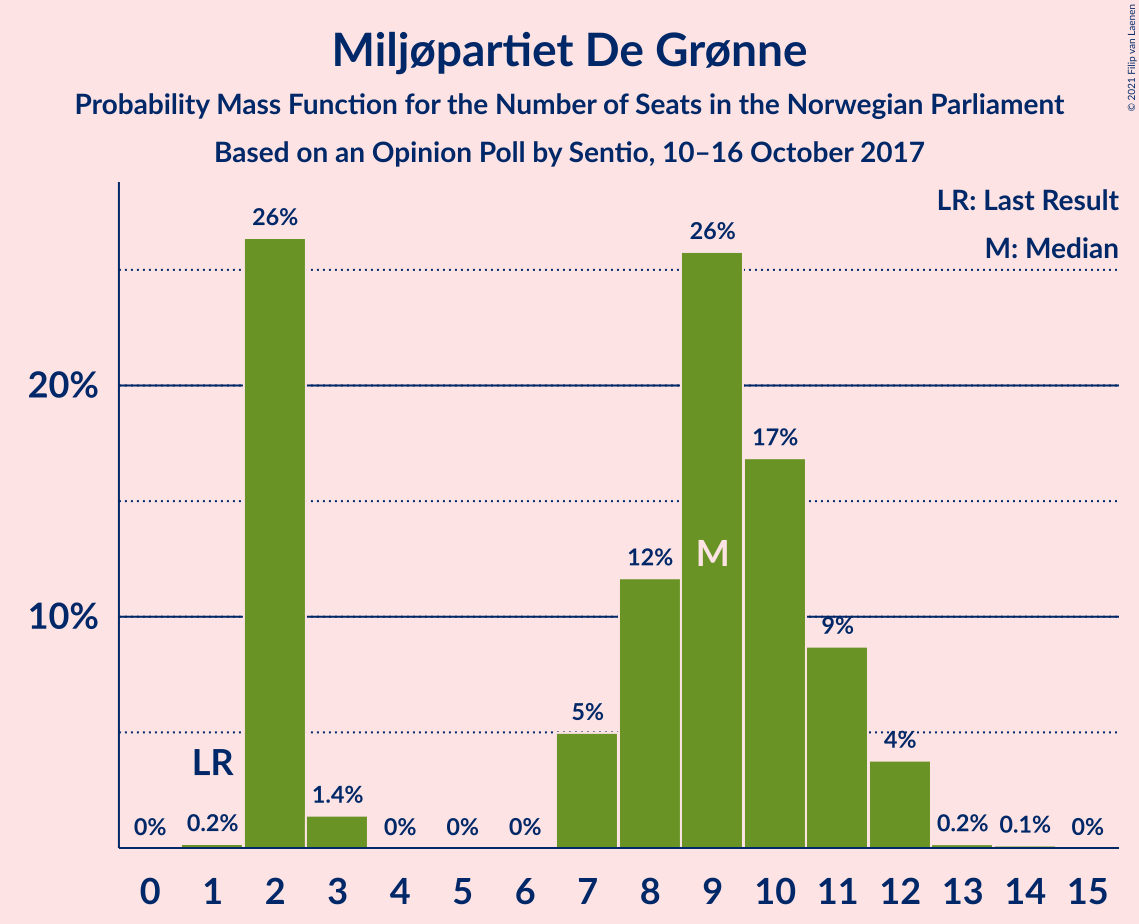 Miljøpartiet De Grønne
Probability Mass Function for the Number of Seats in the Norwegian Parliament
Based on an Opinion Poll by Sentio, 10–16 October 2017
© 2021 Filip van Laenen
LR: Last Result
M: Median
20%
10%
0%
0.2%
26%
1.4%
0%
0%
0%
5%
12%
26%
17%
9%
4%
0.2%
0.1%
0%
LR
M
0 1 2 3 4 5 6 7 8 9 10 11 12 13 14 15